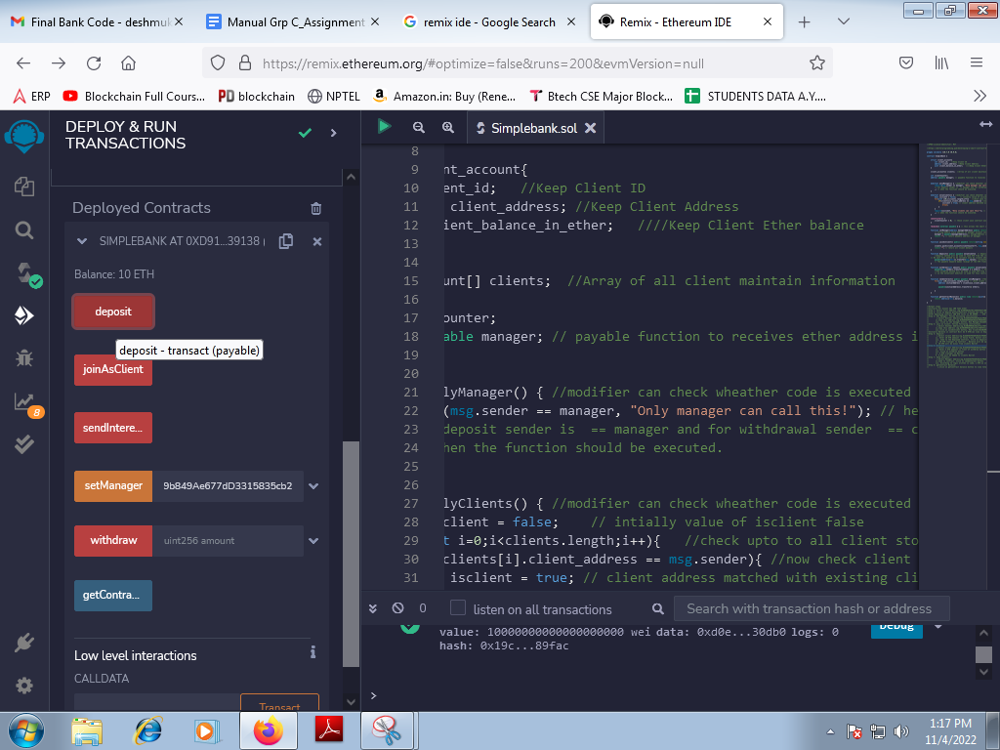 Final Bank Code - deshmuk
Manual Grp C_Assignment
remix ide - Google Search
Remix - Ethereum IDE
https://remix.ethereum.org/#optimize=false&runs=200&evmVersion=null
ERP
Blockchain Full Cours...
PD blockchain
NPTEL
Amazon.in: Buy (Rene...
Btech CSE Major Block...
STUDENTS DATA A.Y....
DEPLOY & RUN
TRANSACTIONS
Simplebank.sol
Deployed Contracts
SIMPLEBANK AT 0XD91...39138 (
Balance: 10 ETH
deposit
deposit - transact (payable)
joinAsClient
sendIntere...
setManager 9b849Ae677dD3315835cb2
withdraw uint256 amount
getContra...
Low level interactions
CALLDATA
Transact
8
8
9 nt_account{
10 ent_id; //Keep Client ID
11 client_address; //Keep Client Address
12 ient_balance_in_ether; ////Keep Client Ether balance
13
14
15 unt[] clients; //Array of all client maintain information
16
17 ounter;
18 able manager; // payable function to receives ether address i
19
20
21 lyManager() { //modifier can check wheather code is executed
22 (msg.sender == manager, "Only manager can call this!"); // he
23 deposit sender is == manager and for withdrawal sender == c
24 hen the function should be executed.
25
26
27 lyClients() { //modifier can check wheather code is executed
28 client = false; // intially value of isclient false
29 t i=0;i<clients.length;i++){ //check upto to all client sto
30 clients[i].client_address == msg.sender){ //now check client
31 isclient = true; // client address matched with existing cli
0 listen on all transactions Search with transaction hash or address
value: 10000000000000000000 wei data: 0xd0e...30db0 logs: 0
hash: 0x19c...89fac
Debug
>
1:17 PM
11/4/2022